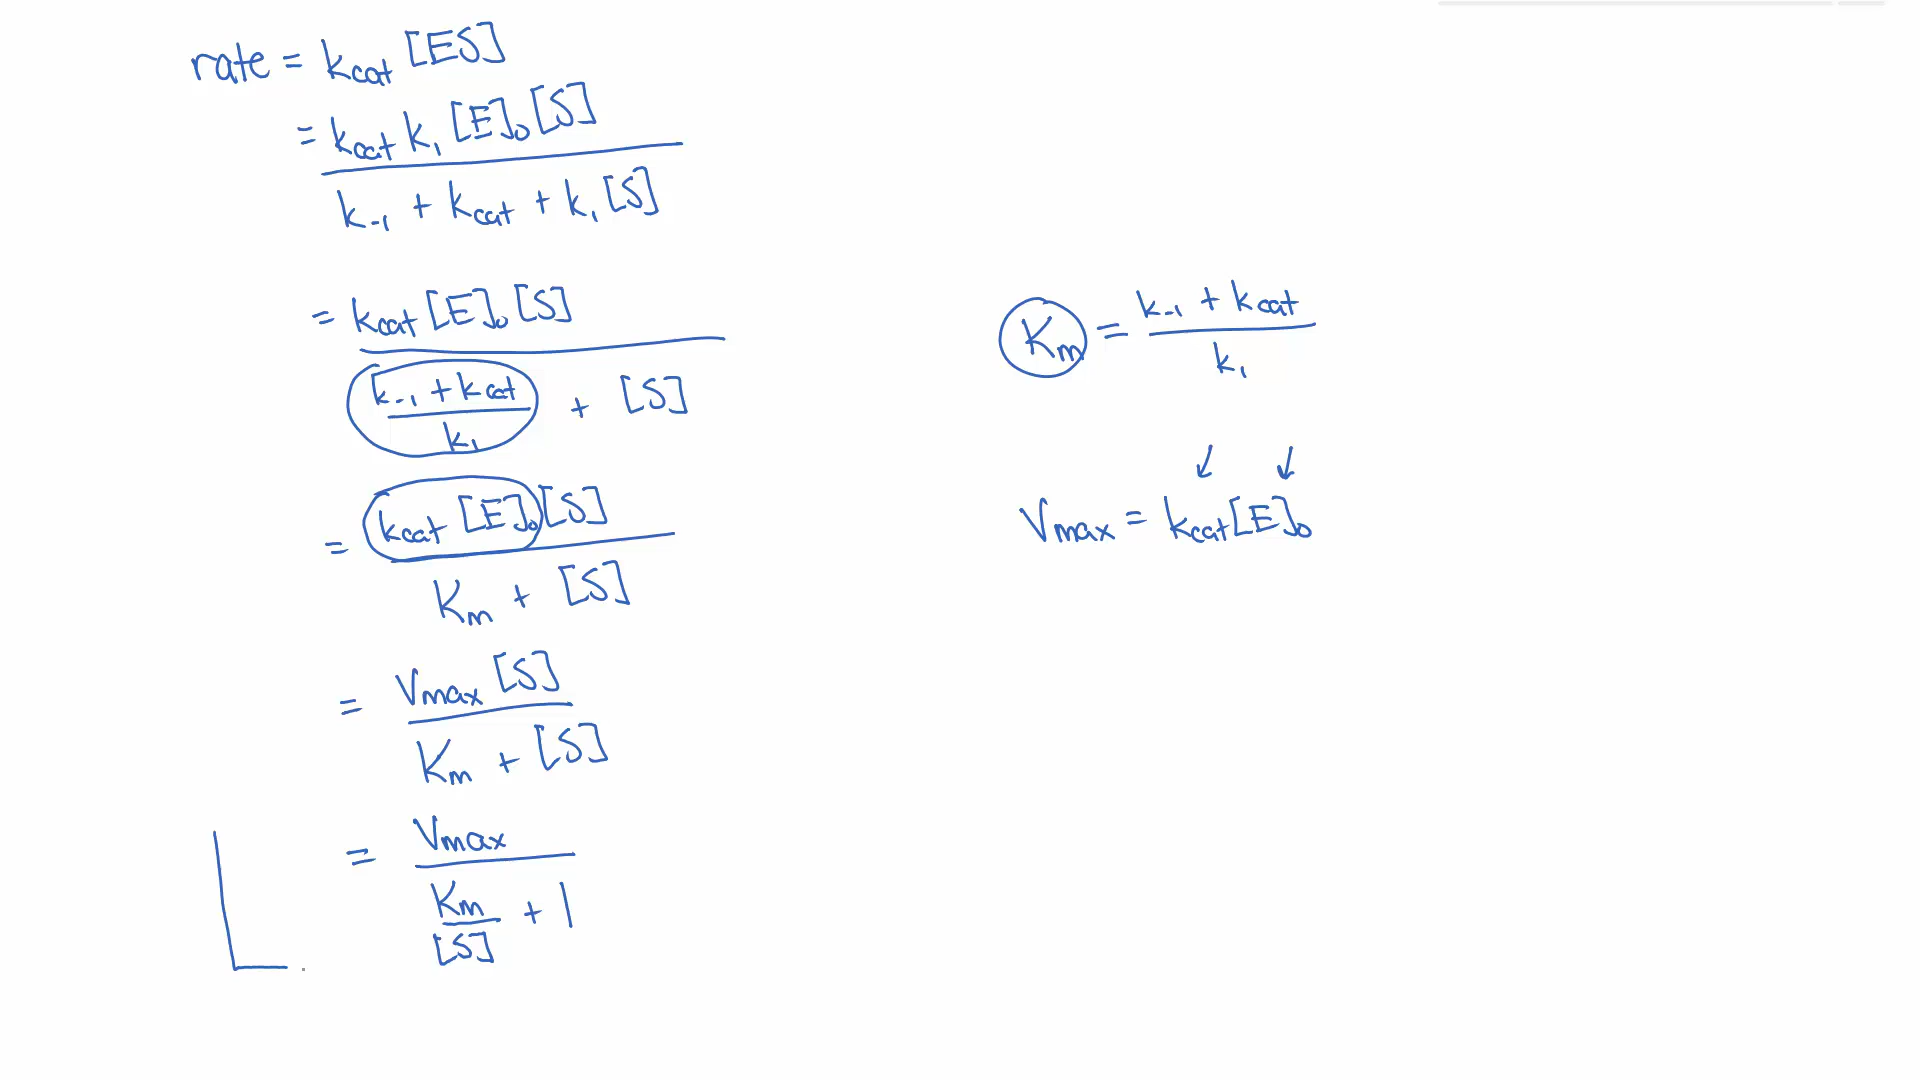 rate = kcat [ES]
= kcat k₁ [E]₀ [S]
k₋₁ + kcat + k₁ [S]
= kcat [E]₀ [S]
k₋₁ + kcat
k₁
+ [S]
= kcat [E]₀ [S]
Km + [S]
= Vmax [S]
Km + [S]
= Vmax
Km
[S]
+ 1
Km = k₋₁ + kcat
k₁
Vmax = kcat [E]₀